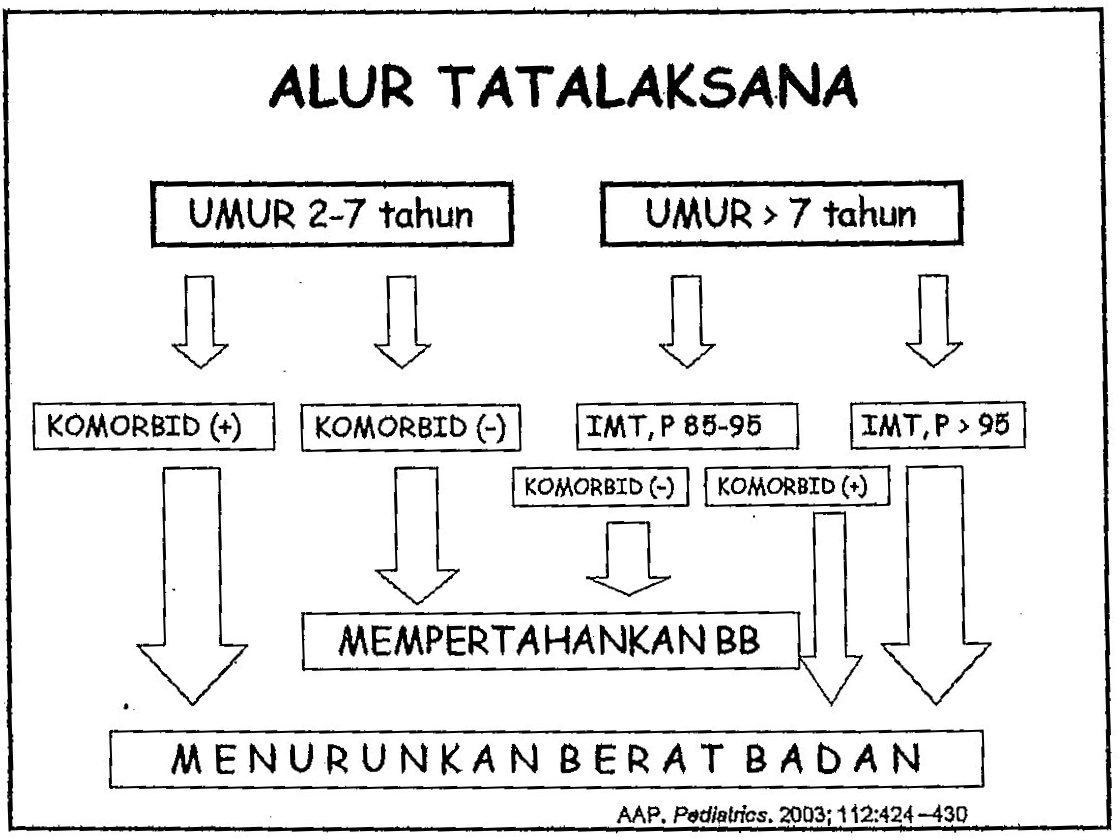 ALUR TATALAKSANA
UMUR 2-7 tahun
UMUR > 7 tahun
KOMORBID (+)
KOMORBID (-)
IMT, P 85-95
IMT, P > 95
KOMORBID (-)
KOMORBID (+)
MEMPERTAHANKAN BB
MENURUNKAN BERAT BADAN
AAP. Pediatrics. 2003; 112:424-430